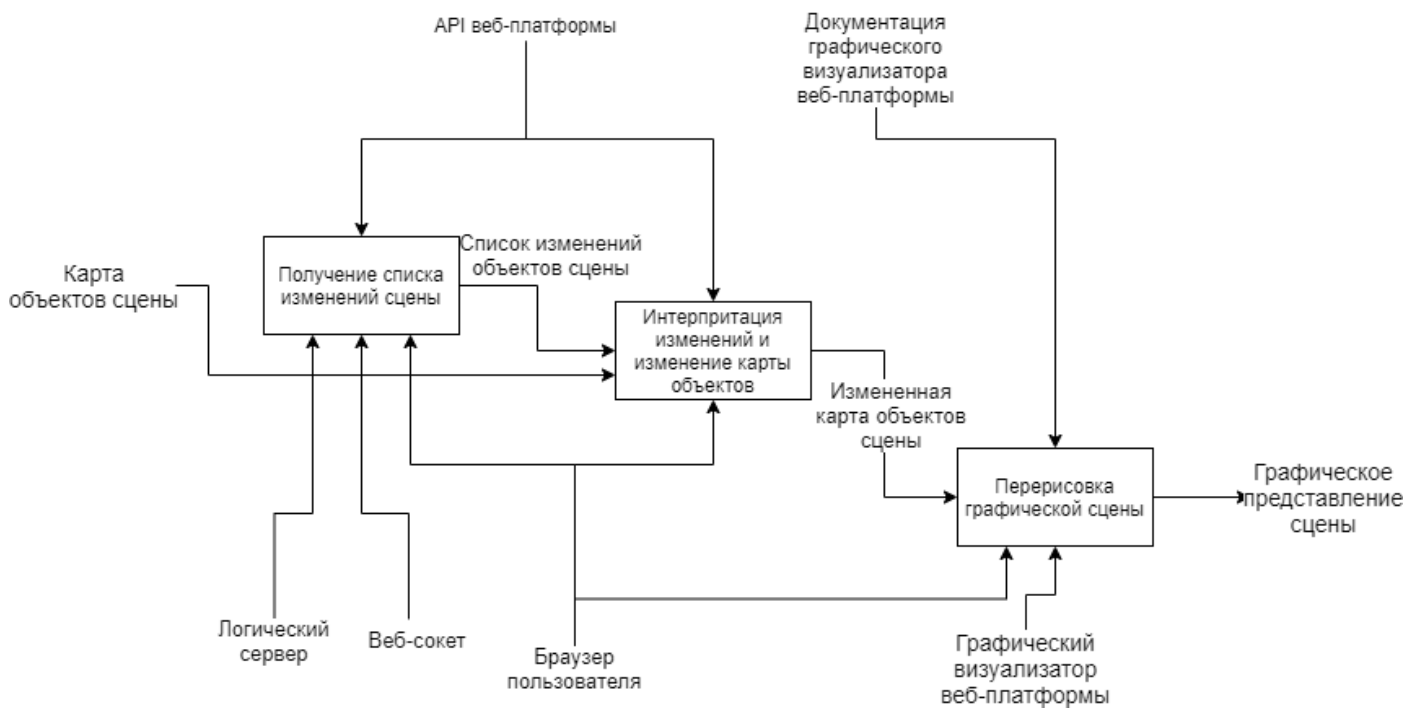 API веб-платформы
Документация
графического
визуализатора
веб-платформы
Карта
объектов сцены
Получение списка
изменений сцены
Список изменений
объектов сцены
Интерпритация
изменений и
изменение карты
объектов
Измененная
карта объектов
сцены
Перерисовка
графической сцены
Графическое
представление
сцены
Логический
сервер
Веб-сокет
Браузер
пользователя
Графический
визуализатор
веб-платформы